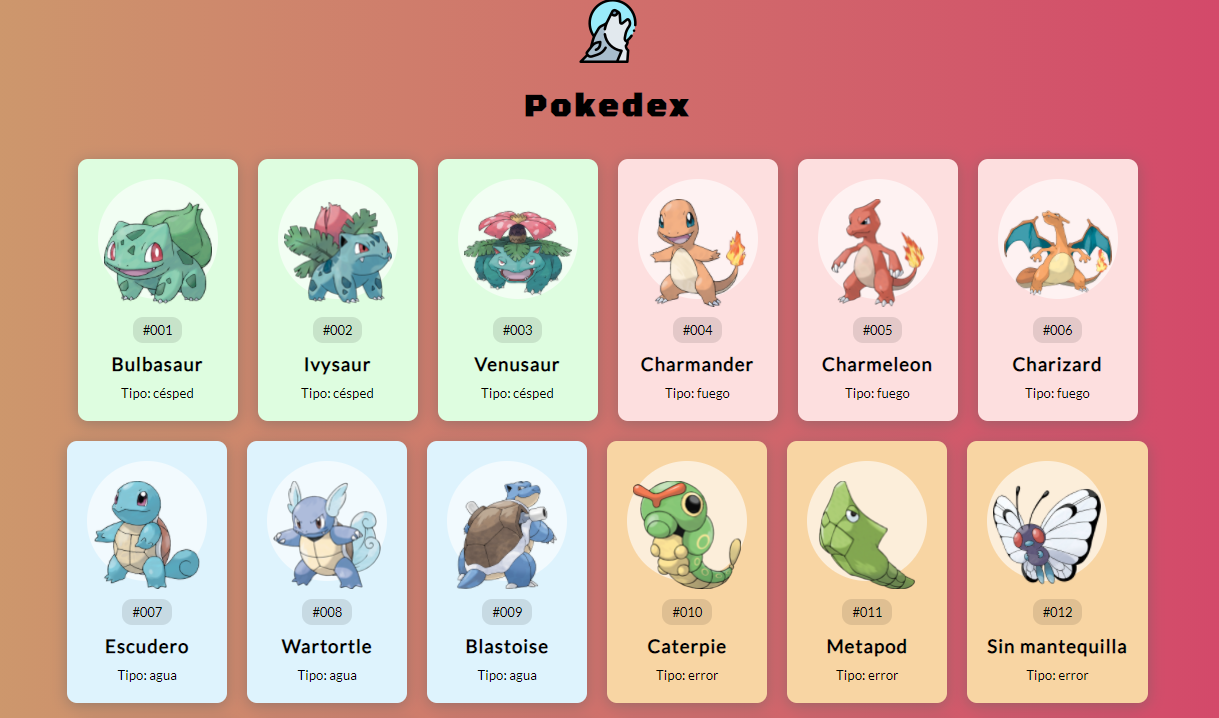 Pokedex
#001
Bulbasaur
Tipo: césped
#002
Ivysaur
Tipo: césped
#003
Venusaur
Tipo: césped
#004
Charmander
Tipo: fuego
#005
Charmeleon
Tipo: fuego
#006
Charizard
Tipo: fuego
#007
Escudero
Tipo: agua
#008
Wartortle
Tipo: agua
#009
Blastoise
Tipo: agua
#010
Caterpie
Tipo: error
#011
Metapod
Tipo: error
#012
Sin mantequilla
Tipo: error